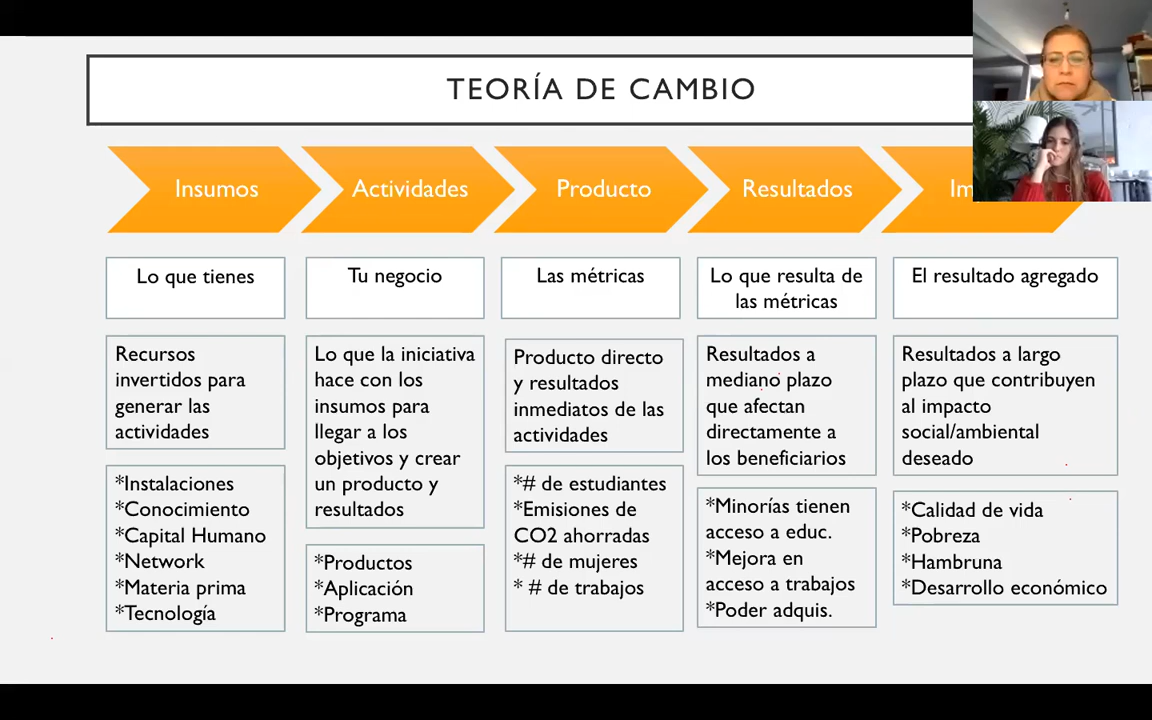 TEORÍA DE CAMBIO
Insumos
Actividades
Producto
Resultados
Lo que tienes
Tu negocio
Las métricas
Lo que resulta de
las métricas
El resultado agregado
Recursos
invertidos para
generar las
actividades
Lo que la iniciativa
hace con los
insumos para
llegar a los
objetivos y crear
un producto y
resultados
Producto directo
y resultados
inmediatos de las
actividades
Resultados a
mediano plazo
que afectan
directamente a
los beneficiarios
Resultados a largo
plazo que contribuyen
al impacto
social/ambiental
deseado
*Instalaciones
*Conocimiento
*Capital Humano
*Network
*Materia prima
*Tecnología
*Productos
*Aplicación
*Programa
*# de estudiantes
*Emisiones de
CO2 ahorradas
*# de mujeres
* # de trabajos
*Minorías tienen
acceso a educ.
*Mejora en
acceso a trabajos
*Poder adquis.
*Calidad de vida
*Pobreza
*Hambruna
*Desarrollo económico